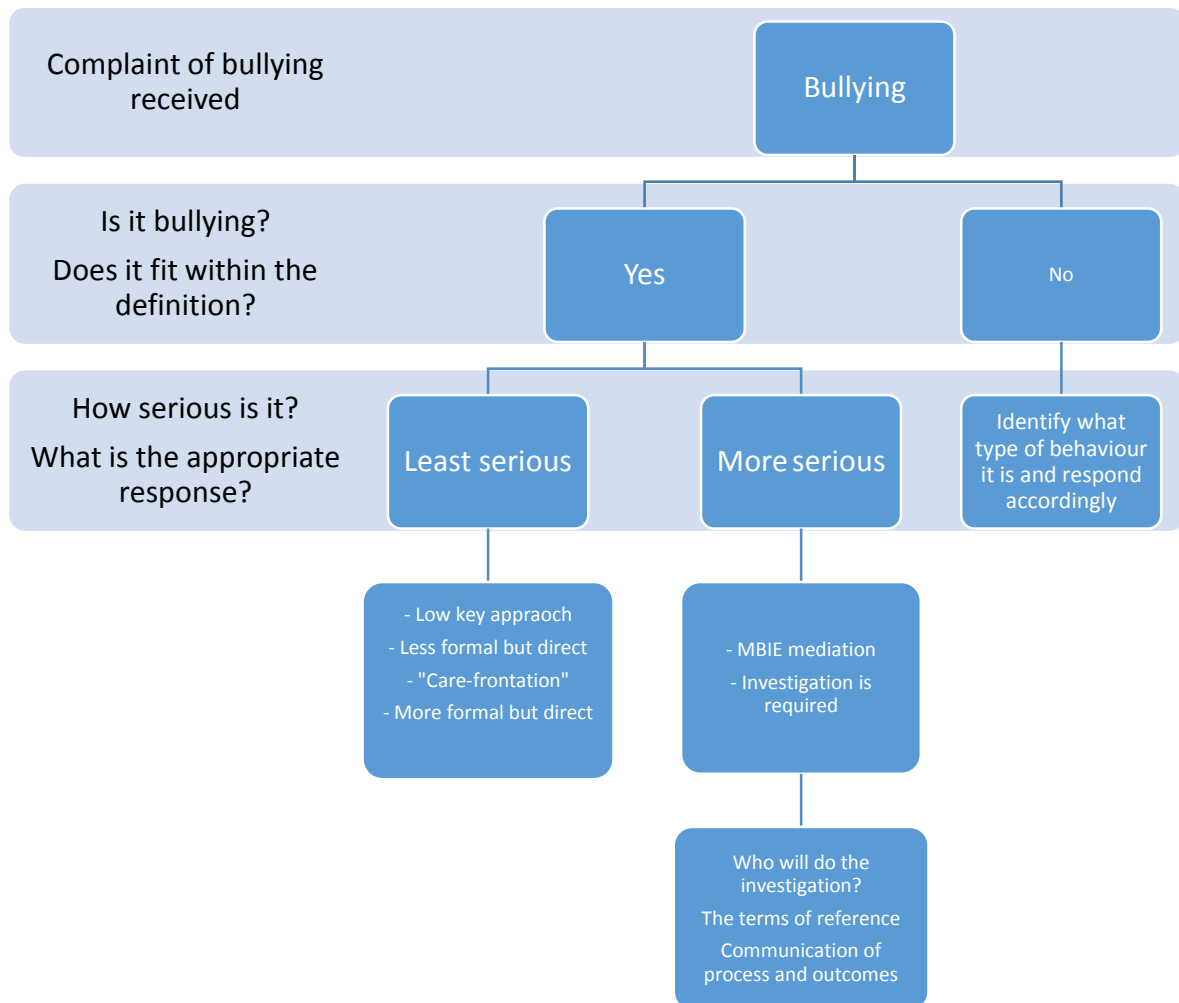 Complaint of bullying
received
Bullying
Is it bullying?
Does it fit within the
definition?
Yes
No
How serious is it?
What is the appropriate
response?
Least serious
More serious
Identify what
type of behaviour
it is and respond
accordingly
- Low key appraoch
- Less formal but direct
- "Care-frontation"
- More formal but direct
- MBIE mediation
- Investigation is
required
Who will do the
investigation?
The terms of reference
Communication of
process and outcomes